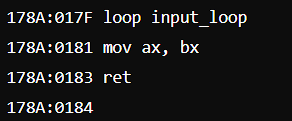 178A:017F loop input_loop
178A:0181 mov ax, bx
178A:0183 ret
178A:0184